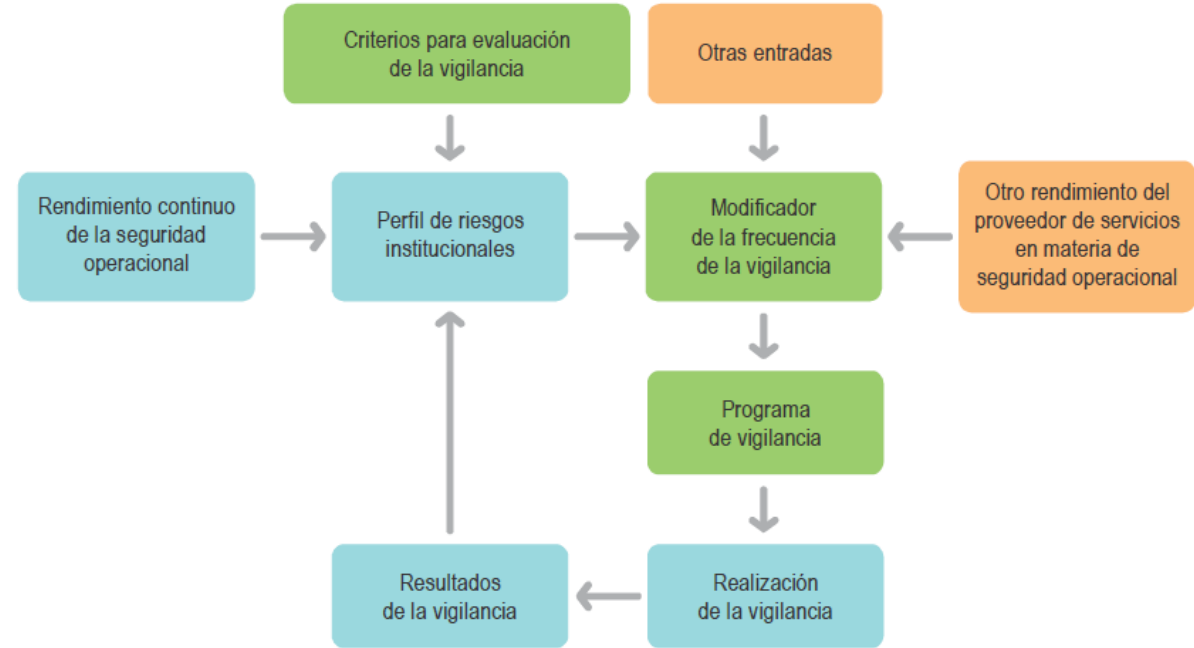 Criterios para evaluación
de la vigilancia
Otras entradas
Rendimiento continuo
de la seguridad
operacional
Perfil de riesgos
institucionales
Modificador
de la frecuencia
de la vigilancia
Otro rendimiento del
proveedor de servicios
en materia de
seguridad operacional
Programa
de vigilancia
Resultados
de la vigilancia
Realización
de la vigilancia